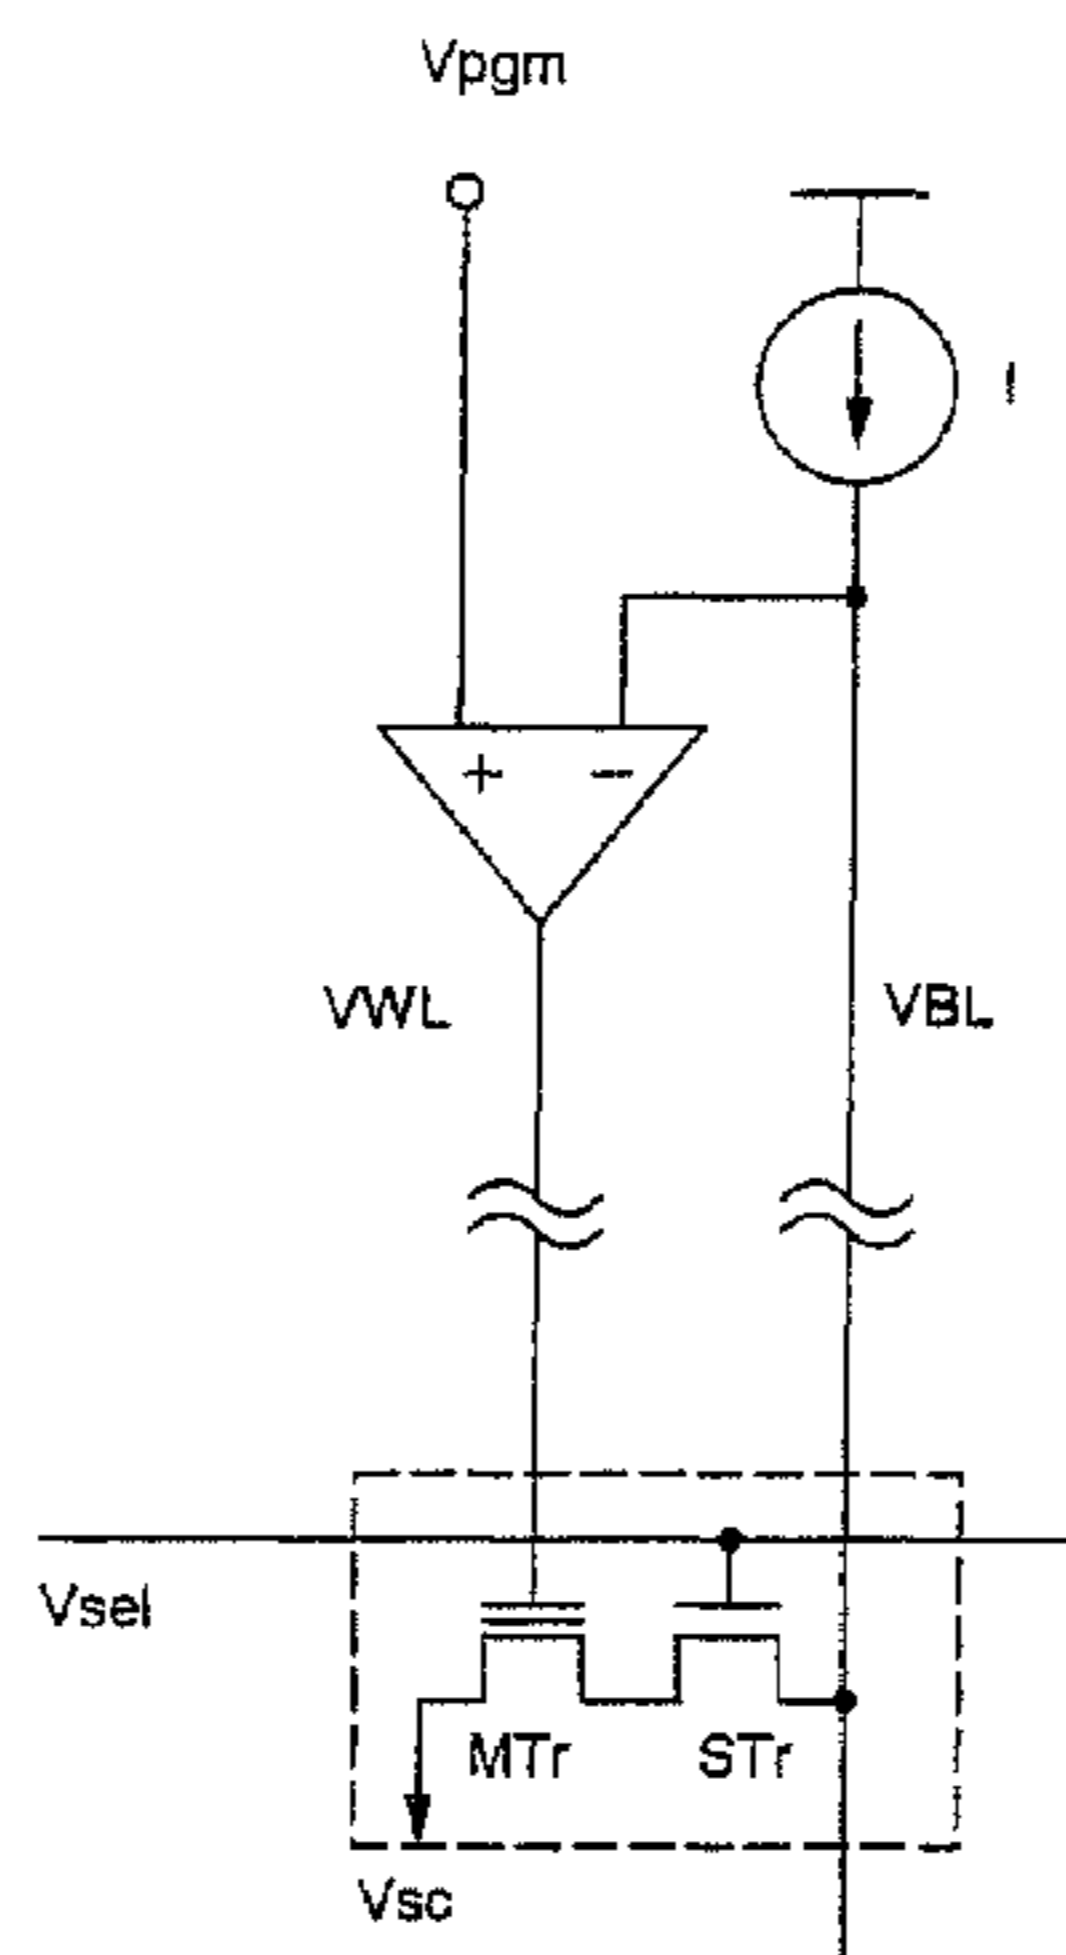 Vpgm
I
+ −
VWL VBL
Vsel
MTr STr
Vsc